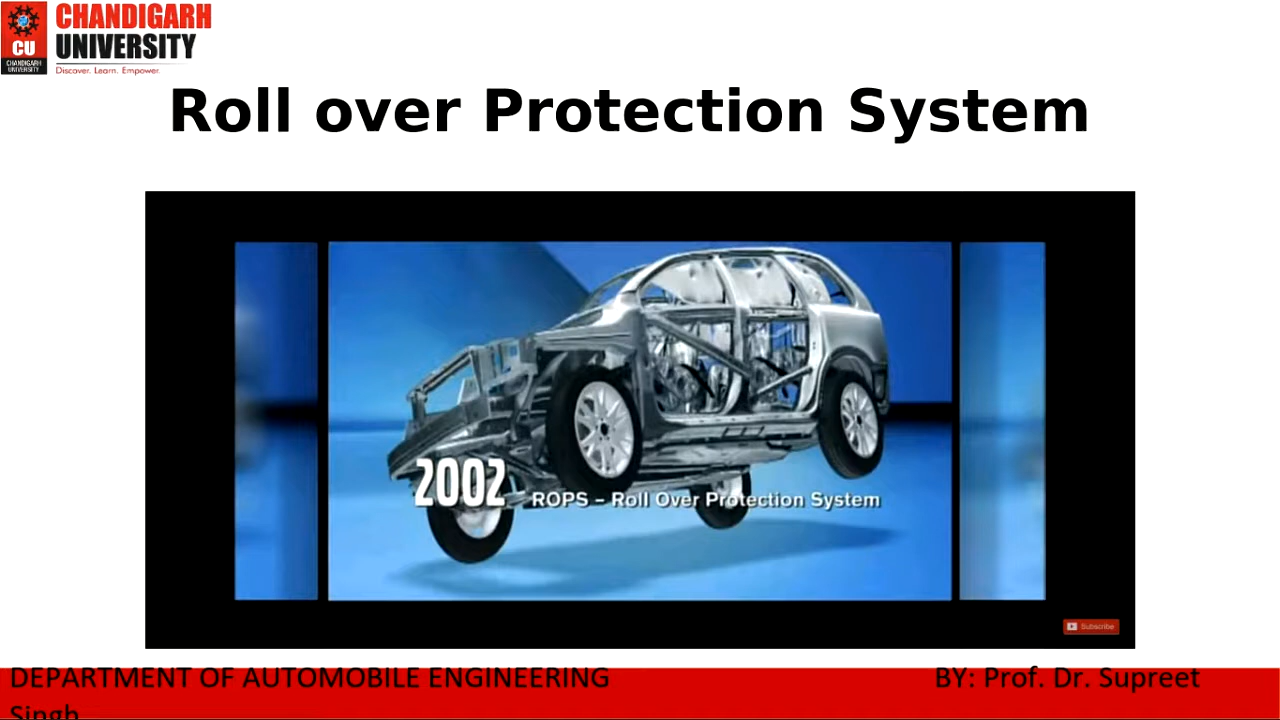 CHANDIGARH
UNIVERSITY
Discover. Learn. Empower.
CU
CHANDIGARH
UNIVERSITY
Roll over Protection System
2002 ROPS – Roll Over Protection System
Subscribe
DEPARTMENT OF AUTOMOBILE ENGINEERING BY: Prof. Dr. Supreet
Singh